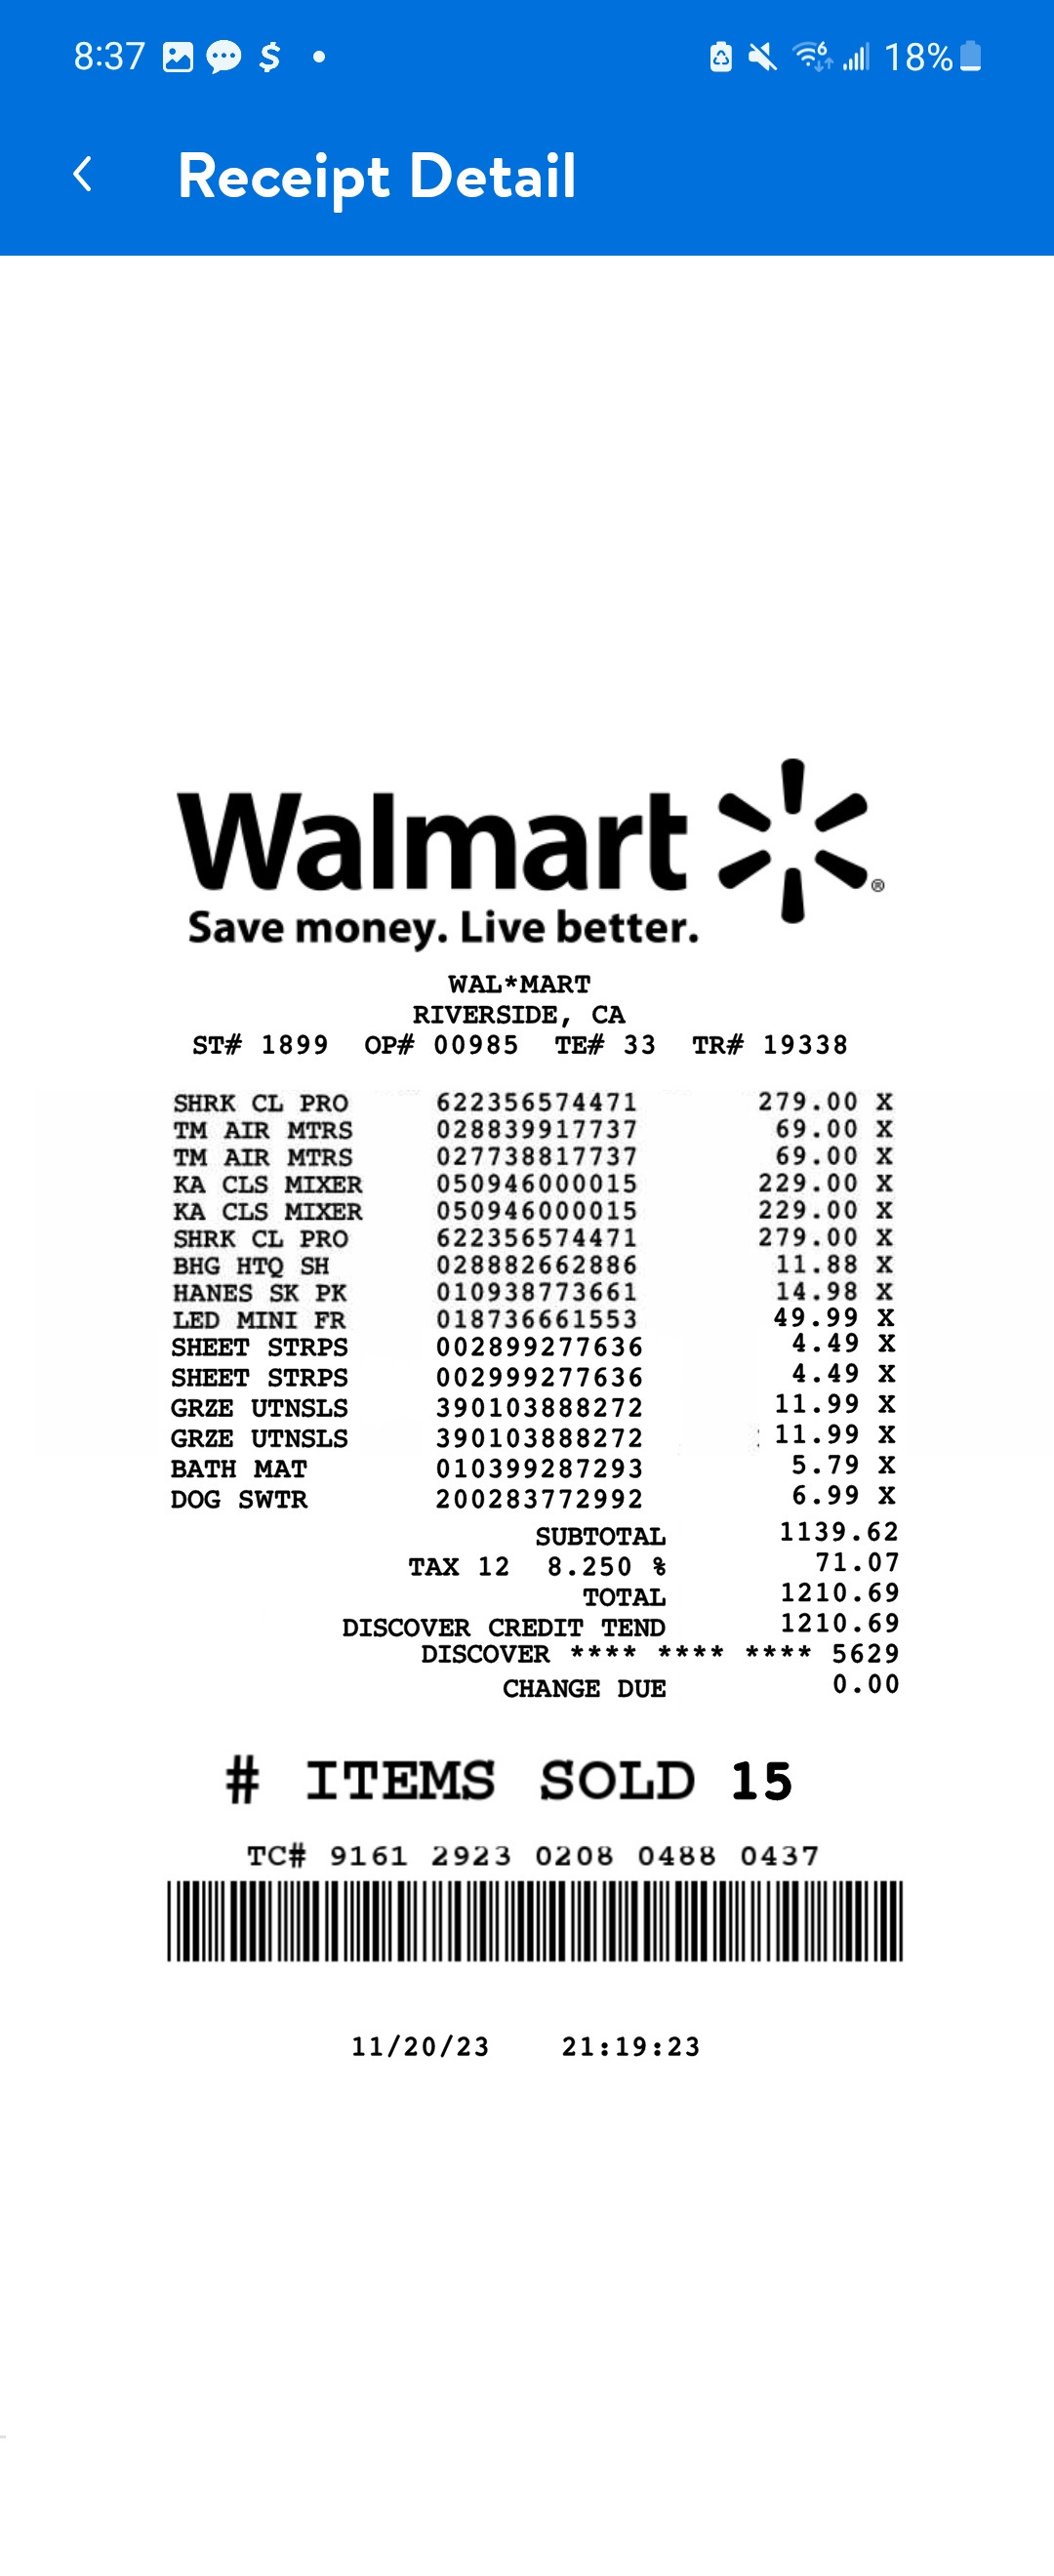 8:37 $ 6 18%
Receipt Detail
Walmart ®
Save money. Live better.
WAL*MART
RIVERSIDE, CA
ST# 1899 OP# 00985 TE# 33 TR# 19338
SHRK CL PRO 622356574471 279.00 X
TM AIR MTRS 028839917737 69.00 X
TM AIR MTRS 027738817737 69.00 X
KA CLS MIXER 050946000015 229.00 X
KA CLS MIXER 050946000015 229.00 X
SHRK CL PRO 622356574471 279.00 X
BHG HTQ SH 028882662886 11.88 X
HANES SK PK 010938773661 14.98 X
LED MINI FR 018736661553 49.99 X
SHEET STRPS 002899277636 4.49 X
SHEET STRPS 002999277636 4.49 X
GRZE UTNSLS 390103888272 11.99 X
GRZE UTNSLS 390103888272 11.99 X
BATH MAT 010399287293 5.79 X
DOG SWTR 200283772992 6.99 X
SUBTOTAL 1139.62
TAX 12 8.250 % 71.07
TOTAL 1210.69
DISCOVER CREDIT TEND 1210.69
DISCOVER **** **** **** 5629
CHANGE DUE 0.00
# ITEMS SOLD 15
TC# 9161 2923 0208 0488 0437
11/20/23 21:19:23